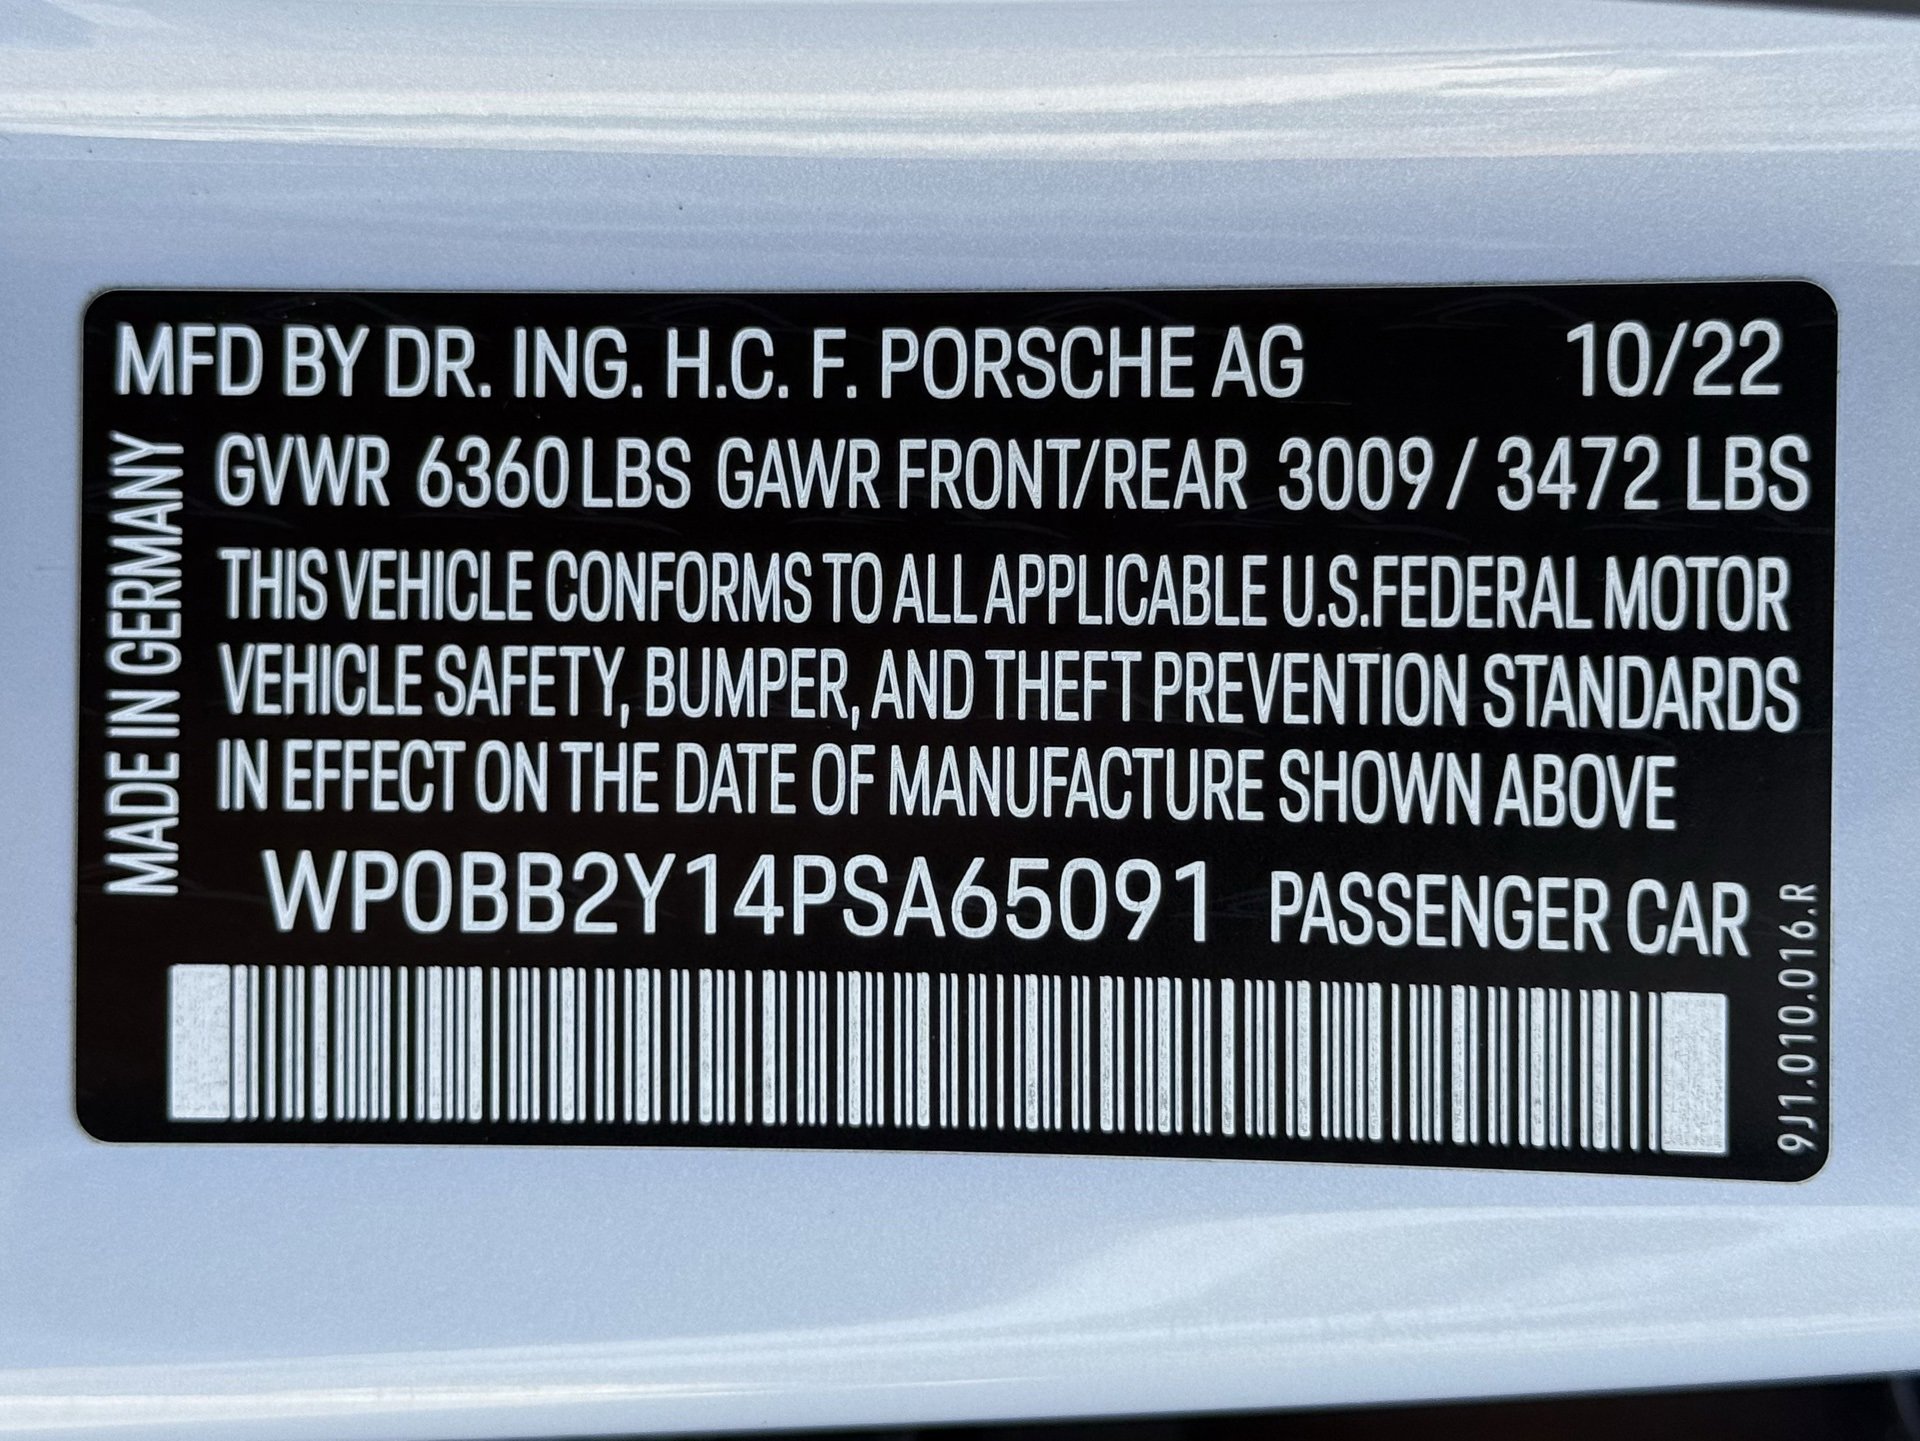 MFD BY DR. ING. H.C. F. PORSCHE AG 10/22
GVWR 6360 LBS GAWR FRONT/REAR 3009 / 3472 LBS
THIS VEHICLE CONFORMS TO ALL APPLICABLE U.S.FEDERAL MOTOR
VEHICLE SAFETY, BUMPER, AND THEFT PREVENTION STANDARDS
IN EFFECT ON THE DATE OF MANUFACTURE SHOWN ABOVE
WP0BB2Y14PSA65091 PASSENGER CAR
MADE IN GERMANY
9J1.010.016.R